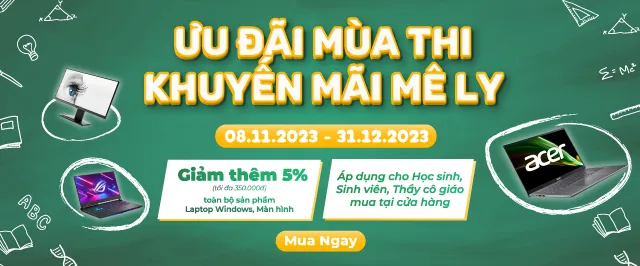 ƯU ĐÃI MÙA THI
KHUYẾN MÃI MÊ LY
08.11.2023 - 31.12.2023
Giảm thêm 5%
(tối đa 350.000đ)
toàn bộ sản phẩm
Laptop Windows, Màn hình
Áp dụng cho Học sinh,
Sinh viên, Thầy cô giáo
mua tại cửa hàng
Mua Ngay
acer
ABC
E=Mc²